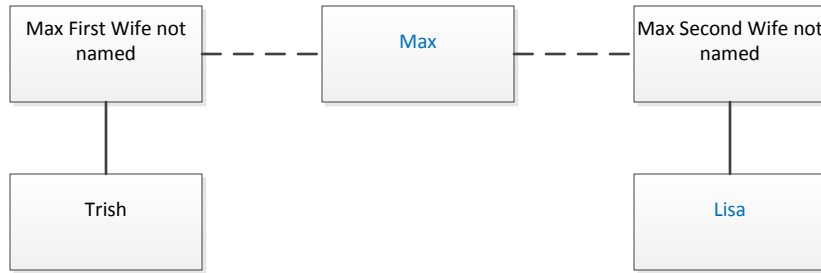 Max First Wife not
named
Max
Max Second Wife not
named
Trish
Lisa